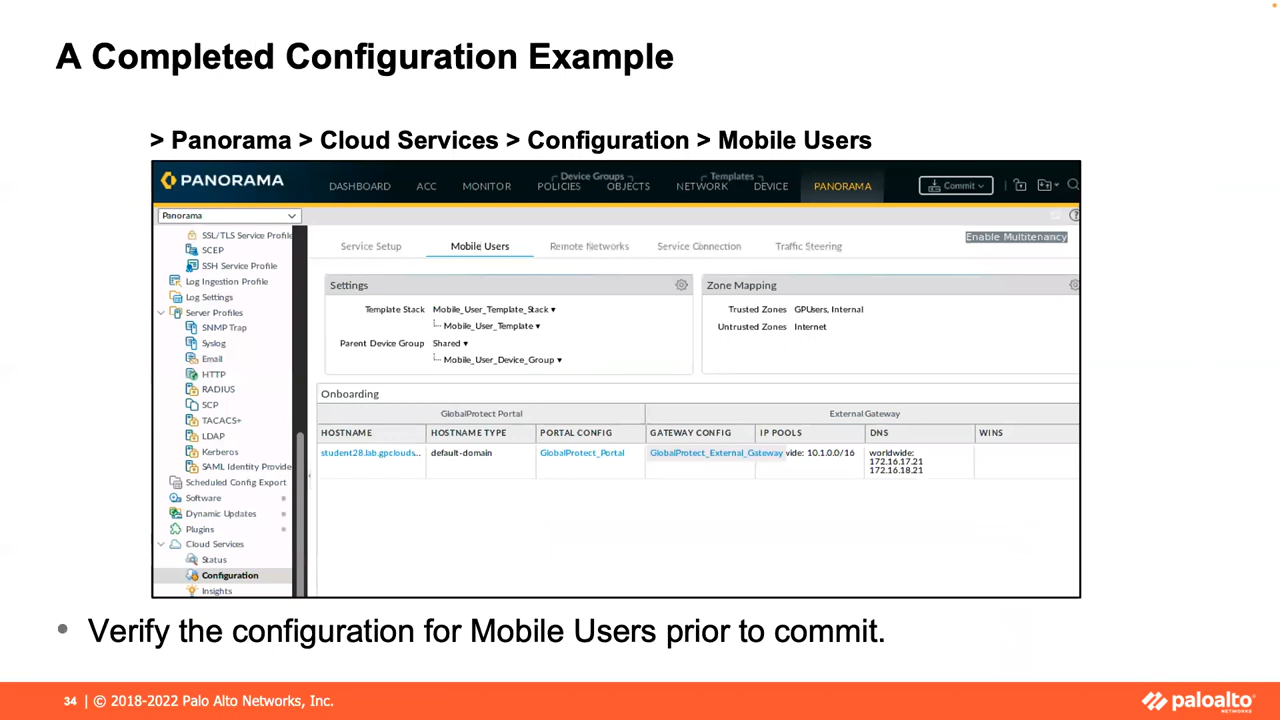 A Completed Configuration Example
> Panorama > Cloud Services > Configuration > Mobile Users
PANORAMA
DASHBOARD ACC MONITOR
Device Groups
POLICIES OBJECTS
Templates
NETWORK DEVICE
PANORAMA
Commit
Panorama
SSL/TLS Service Profile
SCEP
SSH Service Profile
Log Ingestion Profile
Log Settings
Server Profiles
SNMP Trap
Syslog
Email
HTTP
RADIUS
SCP
TACACS+
LDAP
Kerberos
SAML Identity Provide
Scheduled Config Export
Software
Dynamic Updates
Plugins
Cloud Services
Status
Configuration
Insights
Service Setup Mobile Users Remote Networks Service Connection Traffic Steering
Enable Multitenancy
Settings
Template Stack Mobile_User_Template_Stack
Mobile_User_Template
Parent Device Group Shared
Mobile_User_Device_Group
Zone Mapping
Trusted Zones GPUsers, Internal
Untrusted Zones Internet
Onboarding
GlobalProtect Portal External Gateway
HOSTNAME HOSTNAME TYPE PORTAL CONFIG GATEWAY CONFIG IP POOLS DNS WINS
student28.lab.gpclouds... default-domain GlobalProtect_Portal GlobalProtect_External_Gateway wide: 10.1.0.0/16 worldwide:
172.16.17.21
172.16.18.21
• Verify the configuration for Mobile Users prior to commit.
34 | © 2018-2022 Palo Alto Networks, Inc.
paloalto
NETWORKS